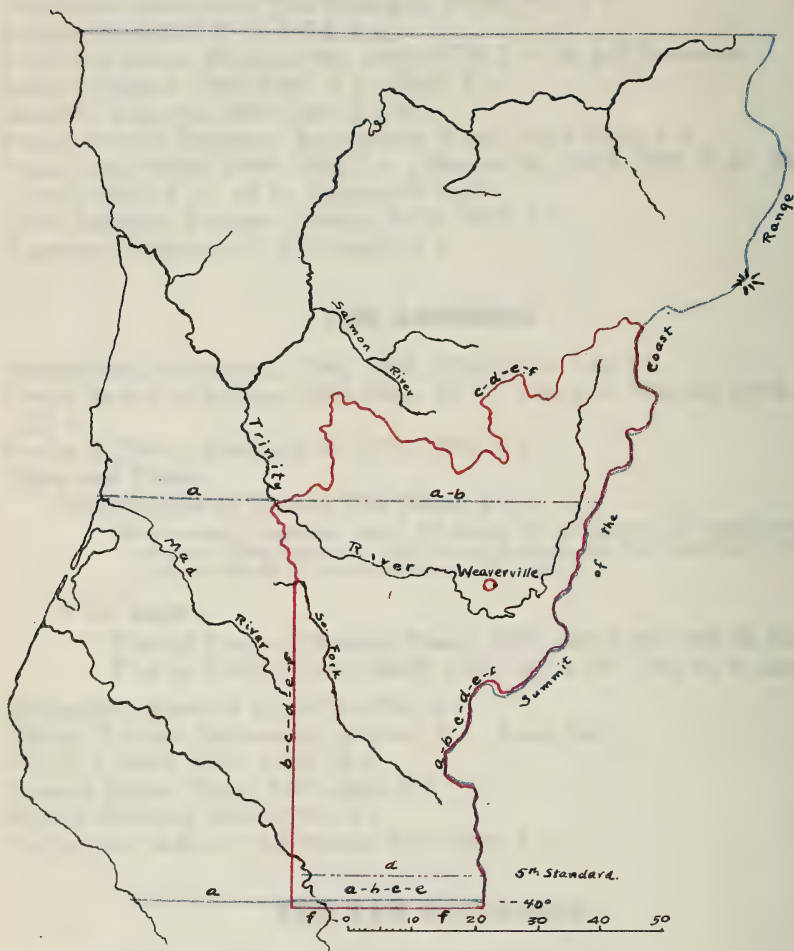 Range
Coast
Salmon
River
c-d-e-f
Trinity
a
a-b
of the
Mad
River
River
Weaverville
So. Fork
b-c-d-e-f
Summit
a-b-c-d-e-f
d
5th Standard.
a
a-b-c-e
--40°
f
0
10
f
20
30
40
50